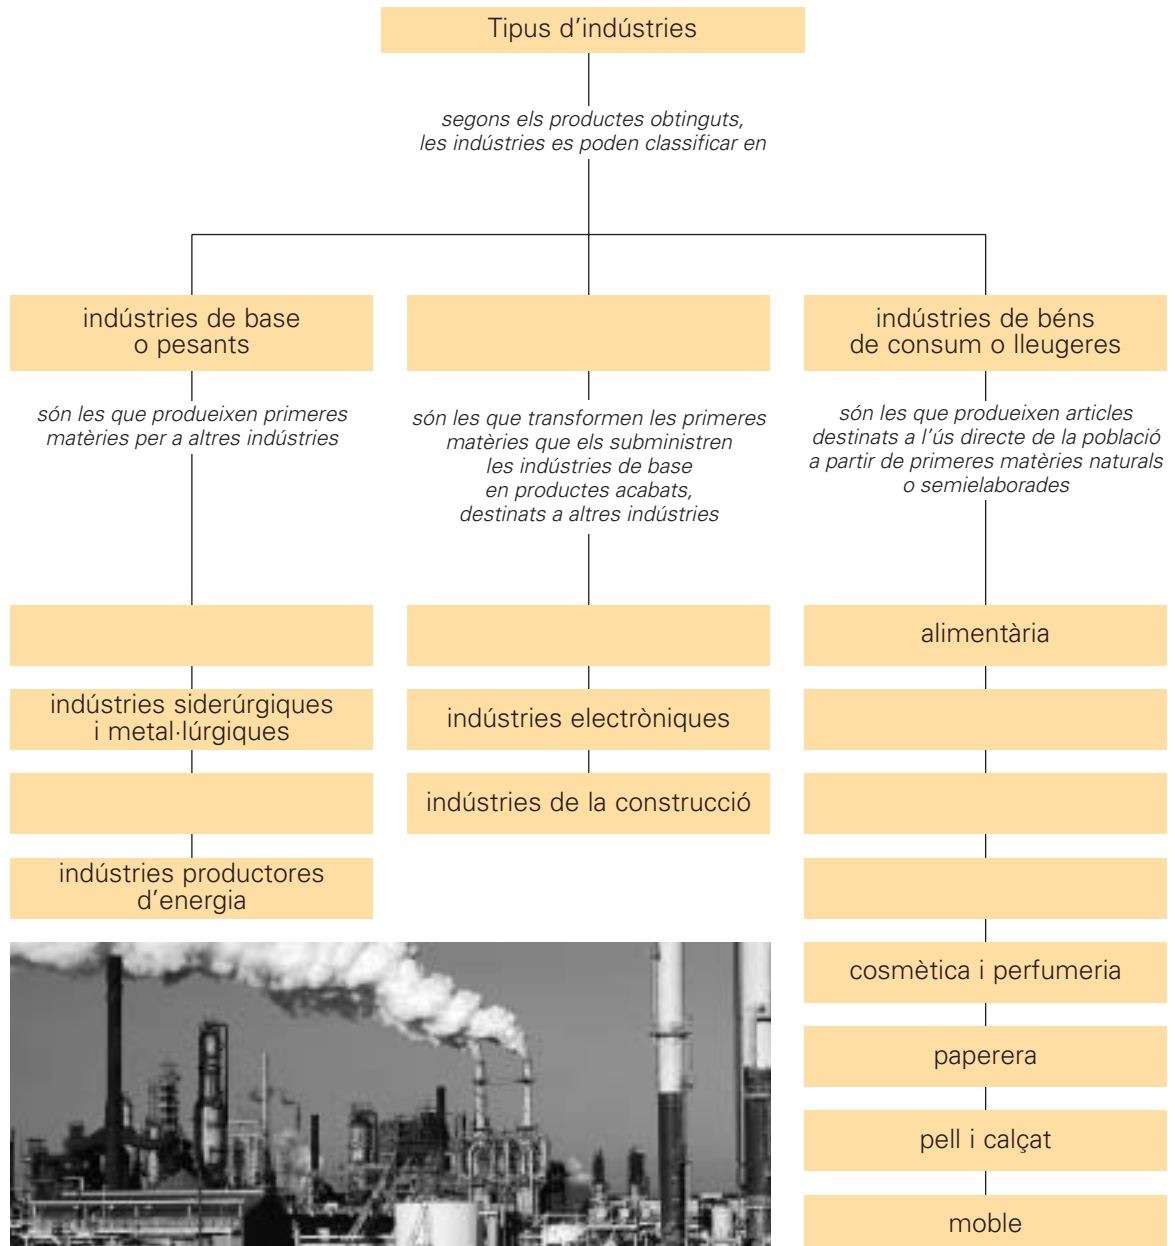 Tipus d’indústries
segons els productes obtinguts,
les indústries es poden classificar en
indústries de base
o pesants
indústries de béns
de consum o lleugeres
són les que produeixen primeres
matèries per a altres indústries
són les que transformen les primeres
matèries que els subministren
les indústries de base
en productes acabats,
destinats a altres indústries
són les que produeixen articles
destinats a l’ús directe de la població
a partir de primeres matèries naturals
o semielaborades
alimentària
indústries siderúrgiques
i metal·lúrgiques
indústries electròniques
indústries de la construcció
indústries productores
d’energia
cosmètica i perfumeria
paperera
pell i calçat
moble